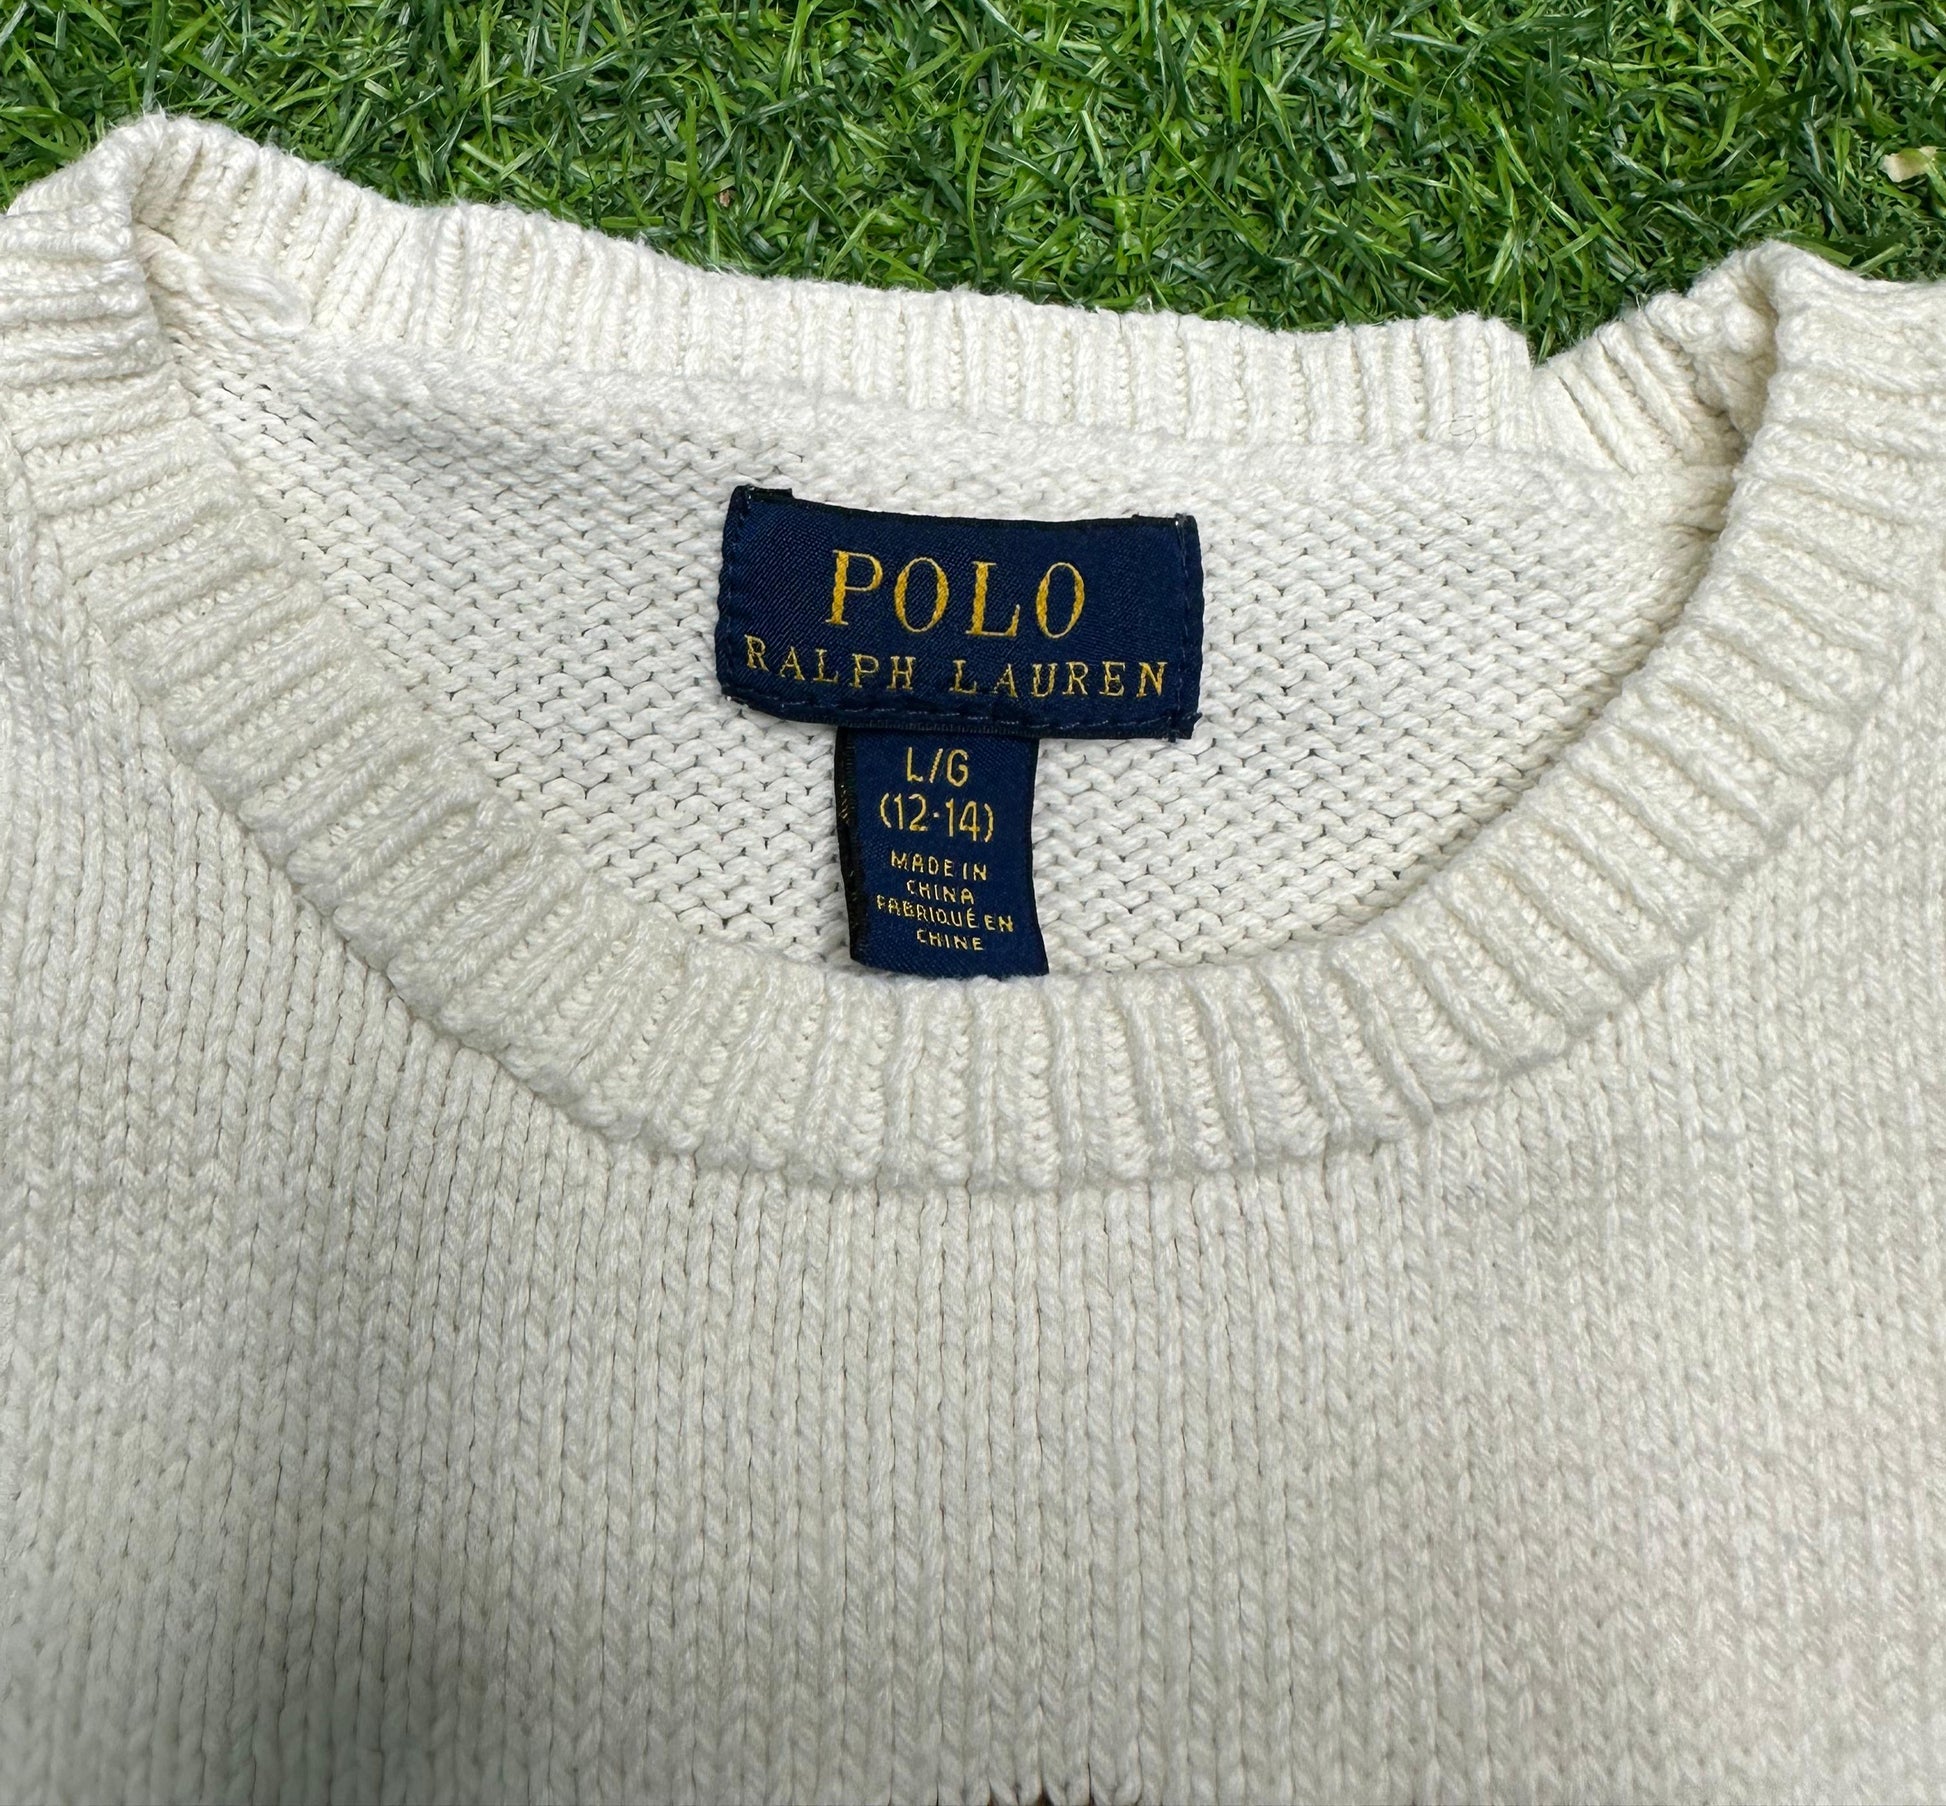 POLO
RALPH LAUREN
L/G
(12-14)
MADE IN
CHINA
FABRIQUÉ EN
CHINE